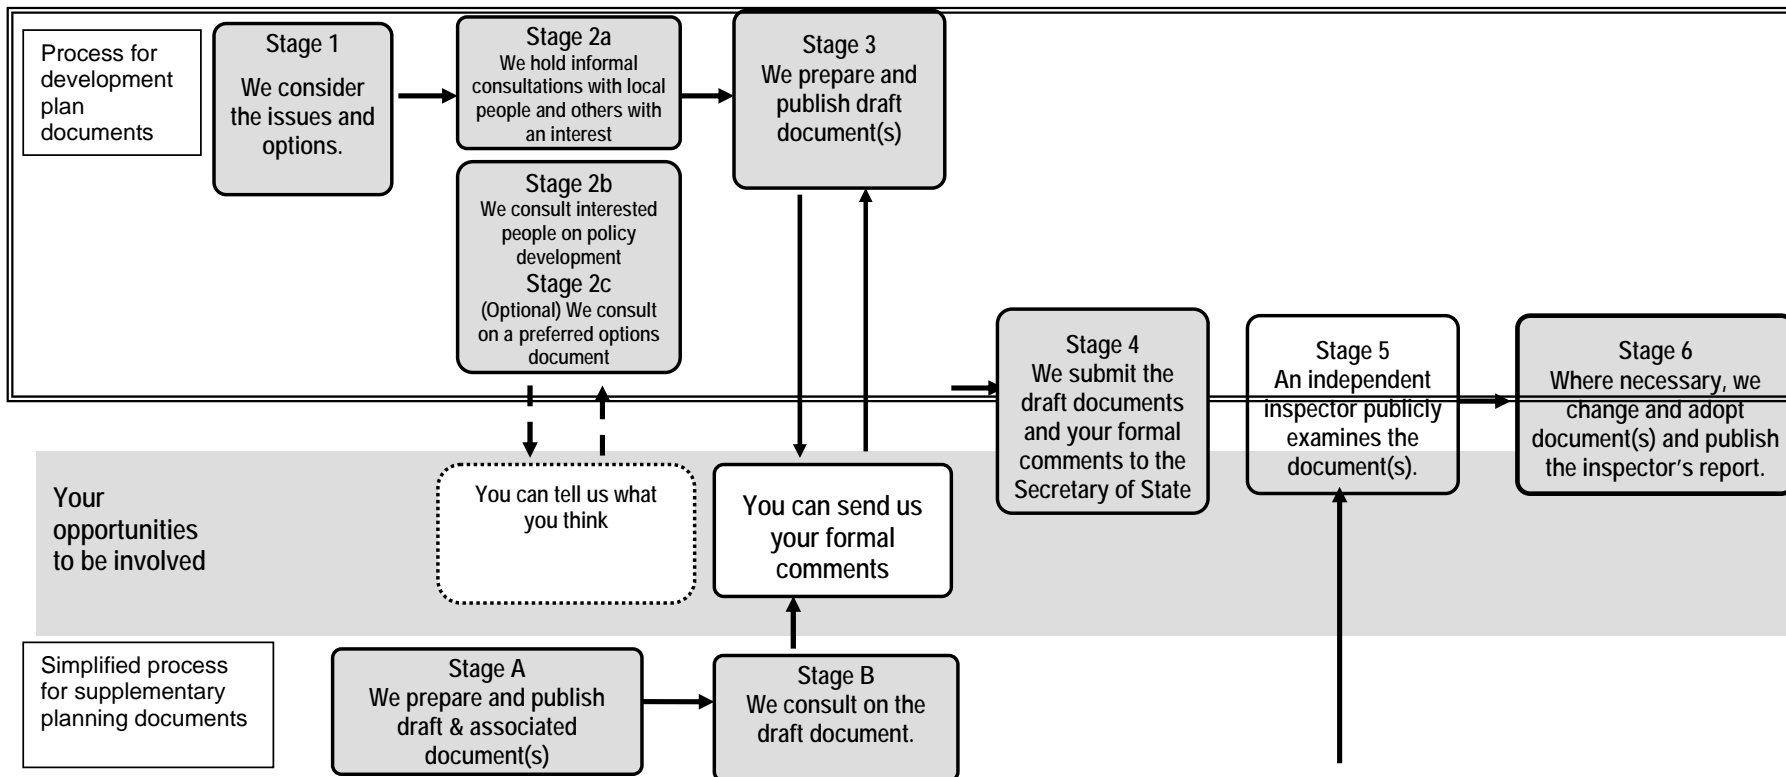 Process for
development
plan
documents
Stage 1
We consider
the issues and
options.
Stage 2a
We hold informal
consultations with local
people and others with
an interest
Stage 3
We prepare and
publish draft
document(s)
Stage 2b
We consult interested
people on policy
development
Stage 2c
(Optional) We consult
on a preferred options
document
Stage 4
We submit the
draft documents
and your formal
comments to the
Secretary of State
Stage 5
An independent
inspector publicly
examines the
document(s).
Stage 6
Where necessary, we
change and adopt
document(s) and publish
the inspector’s report.
Your
opportunities
to be involved
You can tell us what
you think
You can send us
your formal
comments
Simplified process
for supplementary
planning documents
Stage A
We prepare and publish
draft & associated
document(s)
Stage B
We consult on the
draft document.